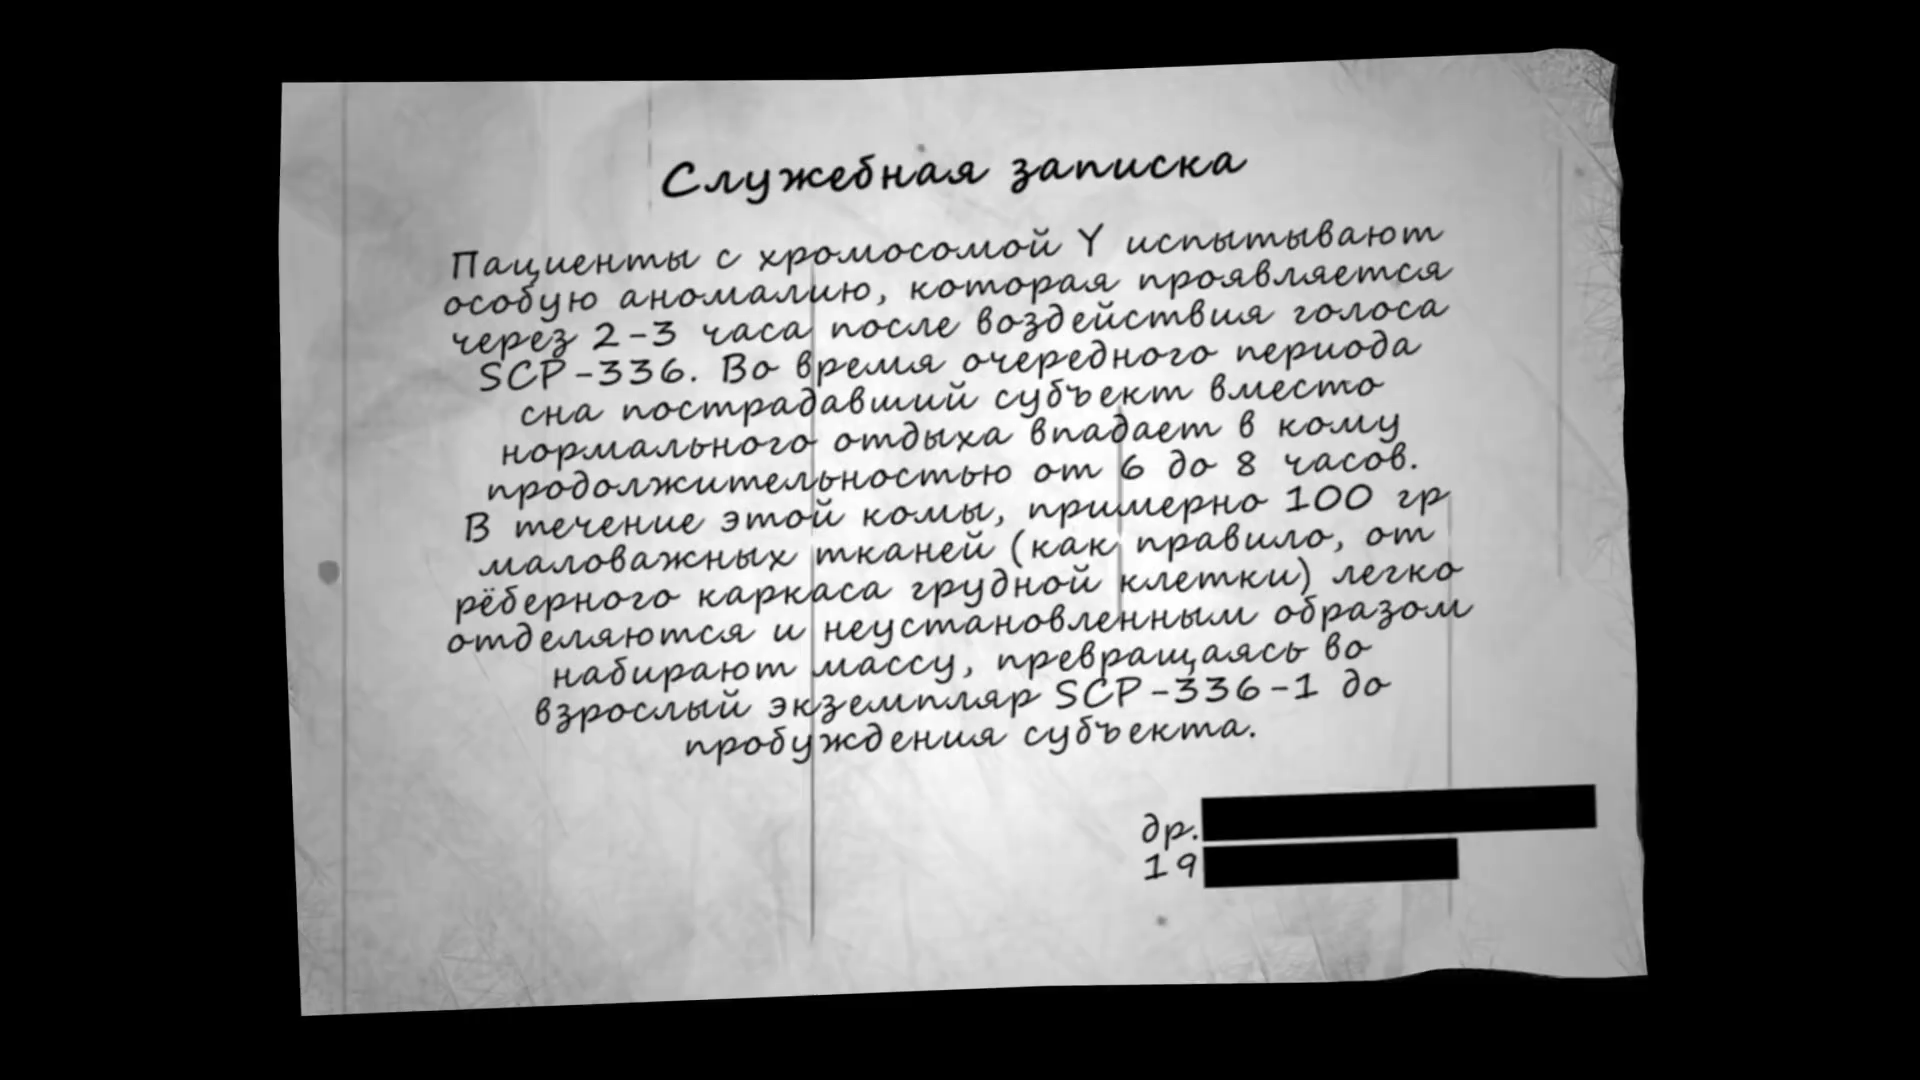 Служебная записка
Пациенты с хромосомой Y испытывают
особую аномалию, которая проявляется
через 2-3 часа после воздействия голоса
SCP-336. Во время очередного периода
сна пострадавший субъект вместо
нормального отдыха впадает в кому
продолжительностью от 6 до 8 часов.
В течение этой комы, примерно 100 гр
маловажных тканей (как правило, от
рёберного каркаса грудной клетки) легко
отделяются и неустановленным образом
набирают массу, превращаясь во
взрослый экземпляр SCP-336-1 до
пробуждения субъекта.
др.
19